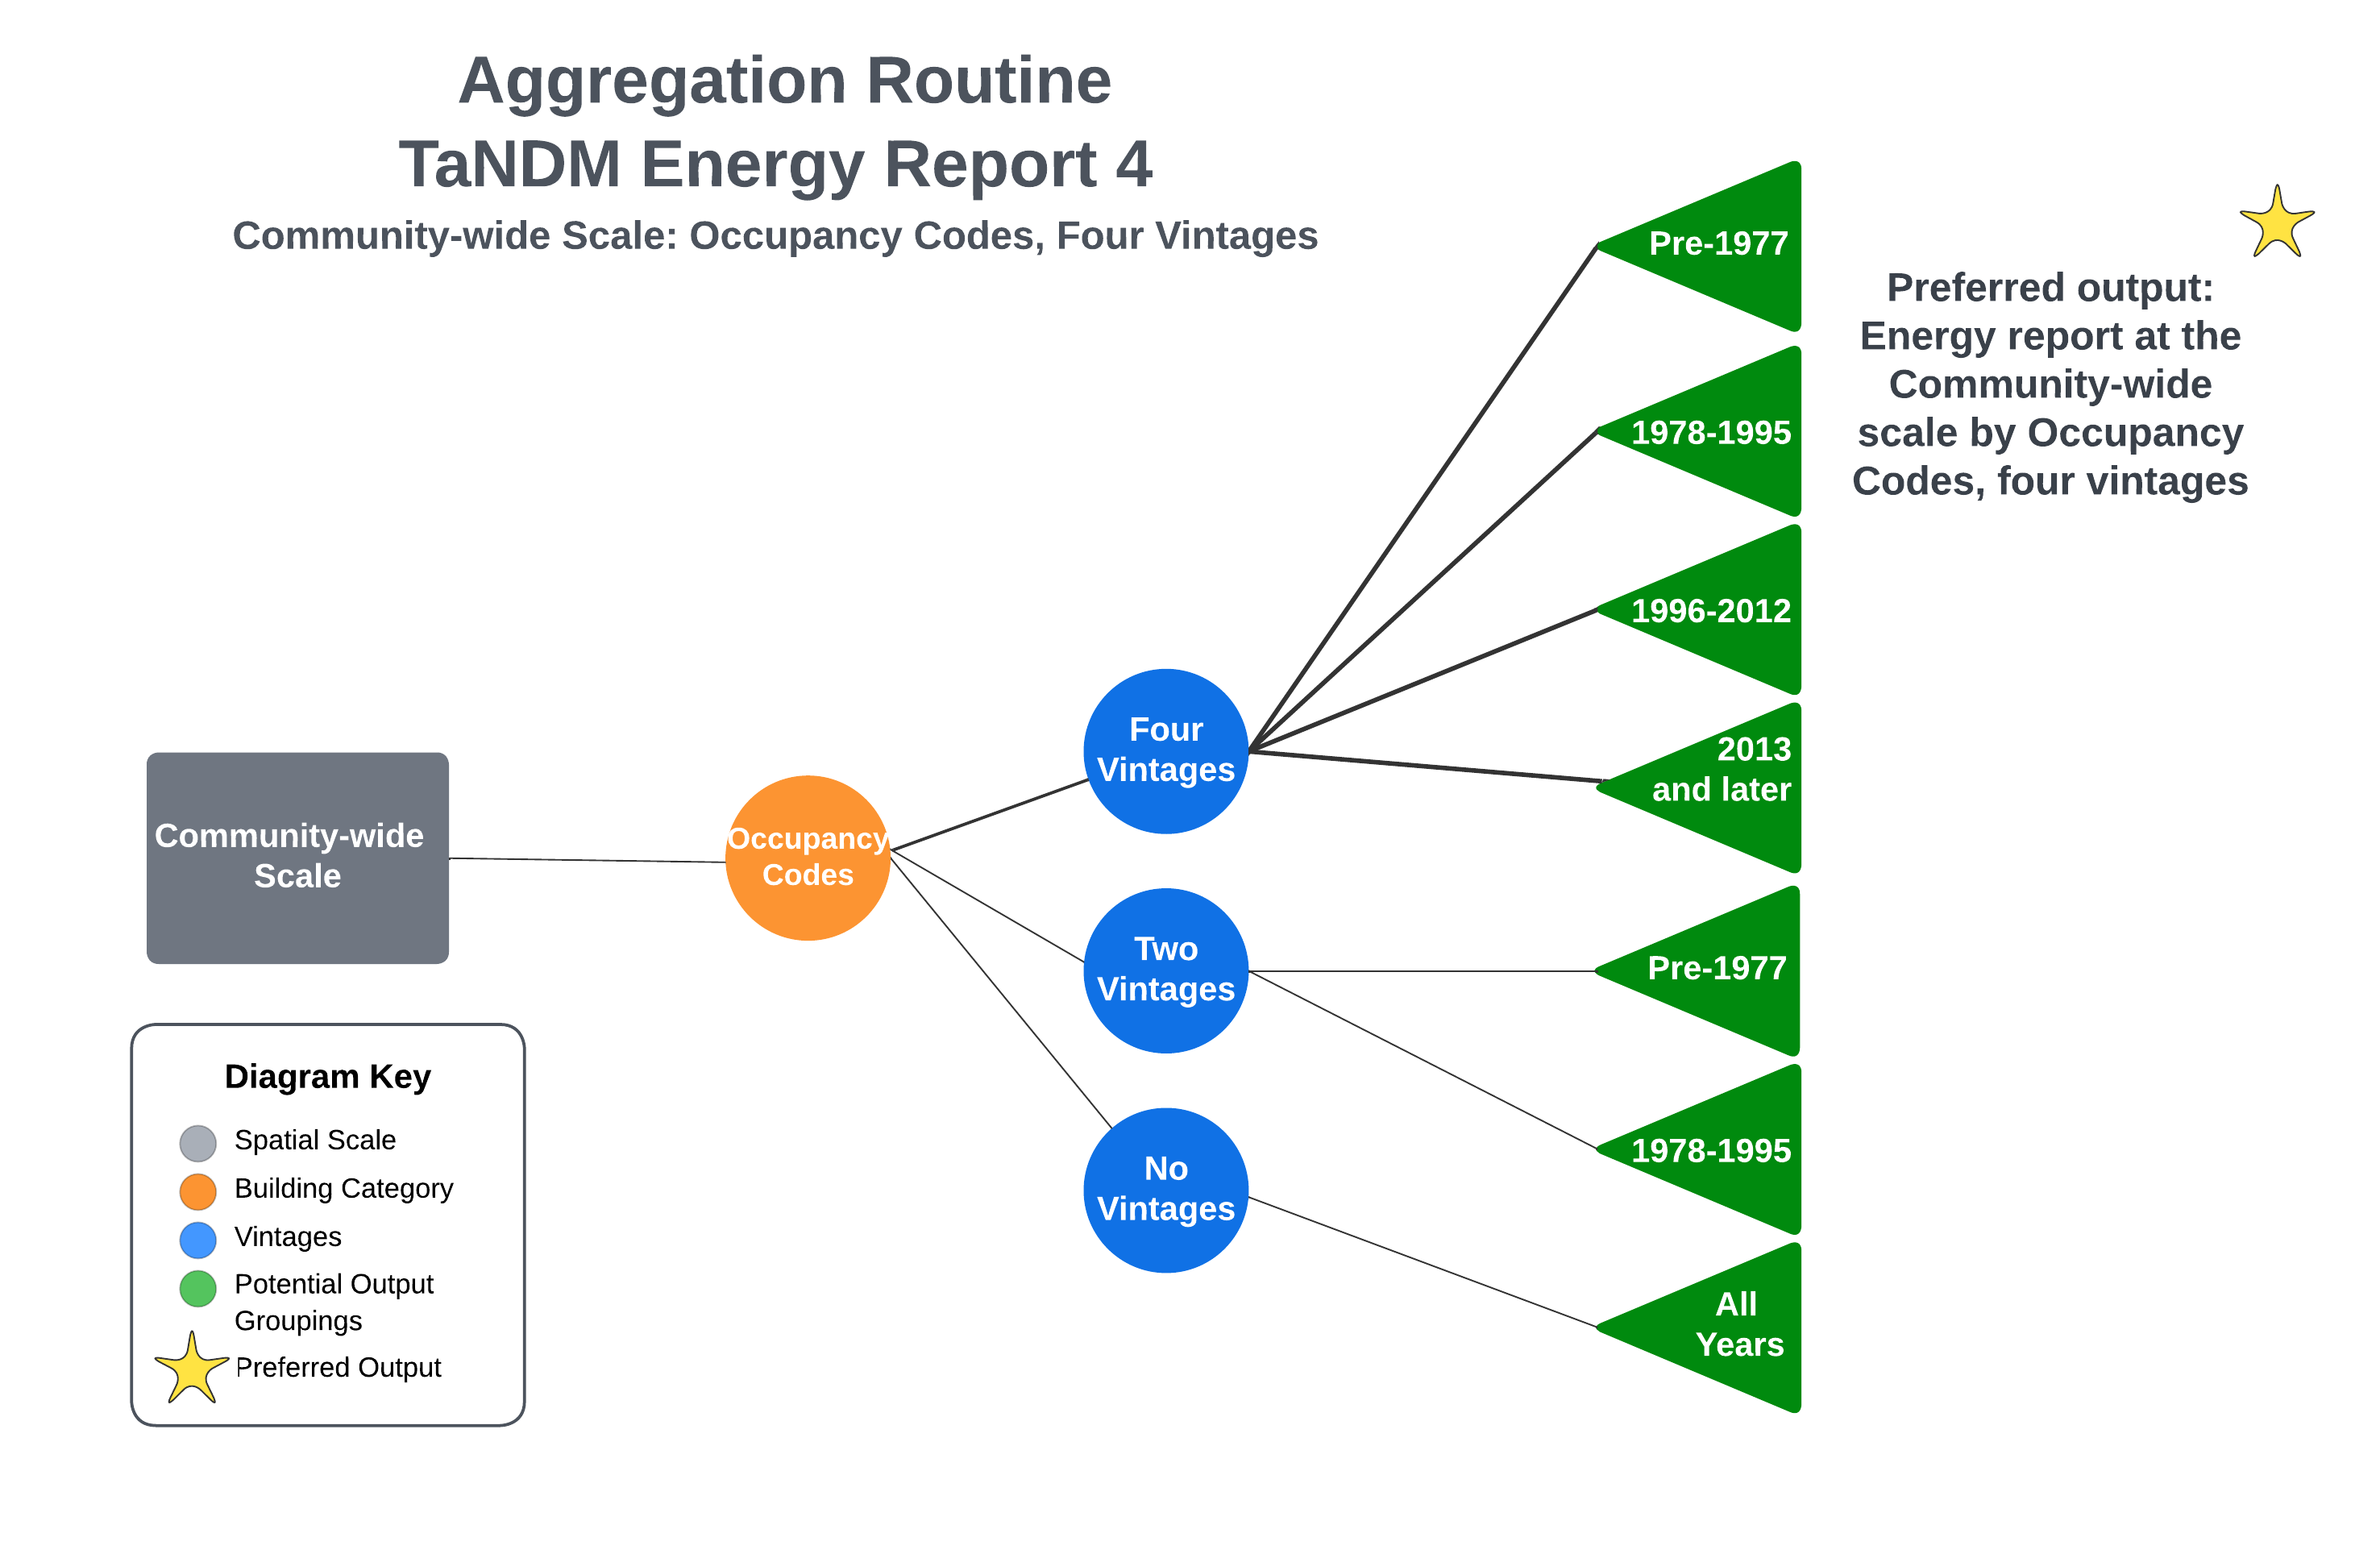 Aggregation Routine
TaNDM Energy Report 4
Community-wide Scale: Occupancy Codes, Four Vintages
Pre-1977
1978-1995
1996-2012
2013
and later
Pre-1977
1978-1995
All
Years
Preferred output:
Energy report at the
Community-wide
scale by Occupancy
Codes, four vintages
Four
Vintages
Two
Vintages
No
Vintages
Occupancy
Codes
Community-wide
Scale
Diagram Key
Spatial Scale
Building Category
Vintages
Potential Output
Groupings
Preferred Output